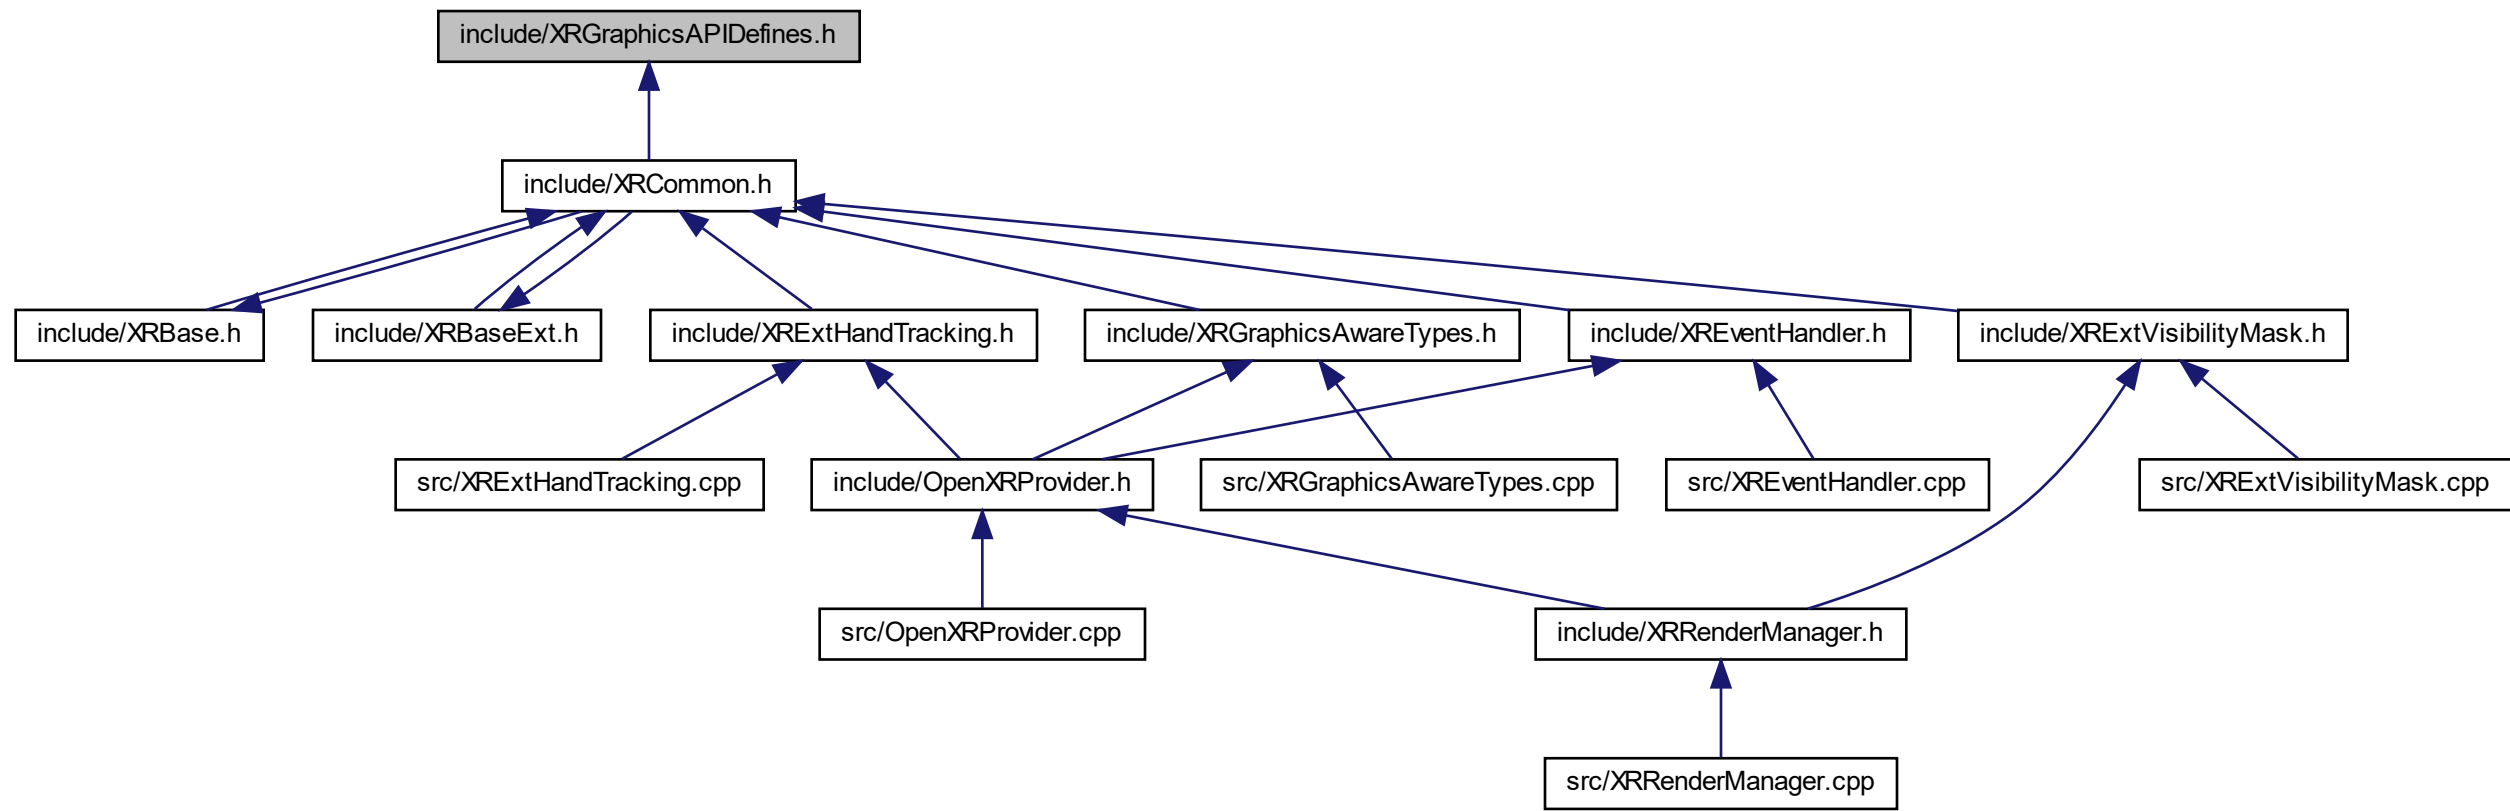 include/XRGraphicsAPIDefines.h
include/XRCommon.h
include/XRBase.h
include/XRBaseExt.h
include/XRExtHandTracking.h
include/XRGraphicsAwareTypes.h
include/XREventHandler.h
include/XRExtVisibilityMask.h
src/XRExtHandTracking.cpp
include/OpenXRProvider.h
src/XRGraphicsAwareTypes.cpp
src/XREventHandler.cpp
src/XRExtVisibilityMask.cpp
src/OpenXRProvider.cpp
include/XRRenderManager.h
src/XRRenderManager.cpp